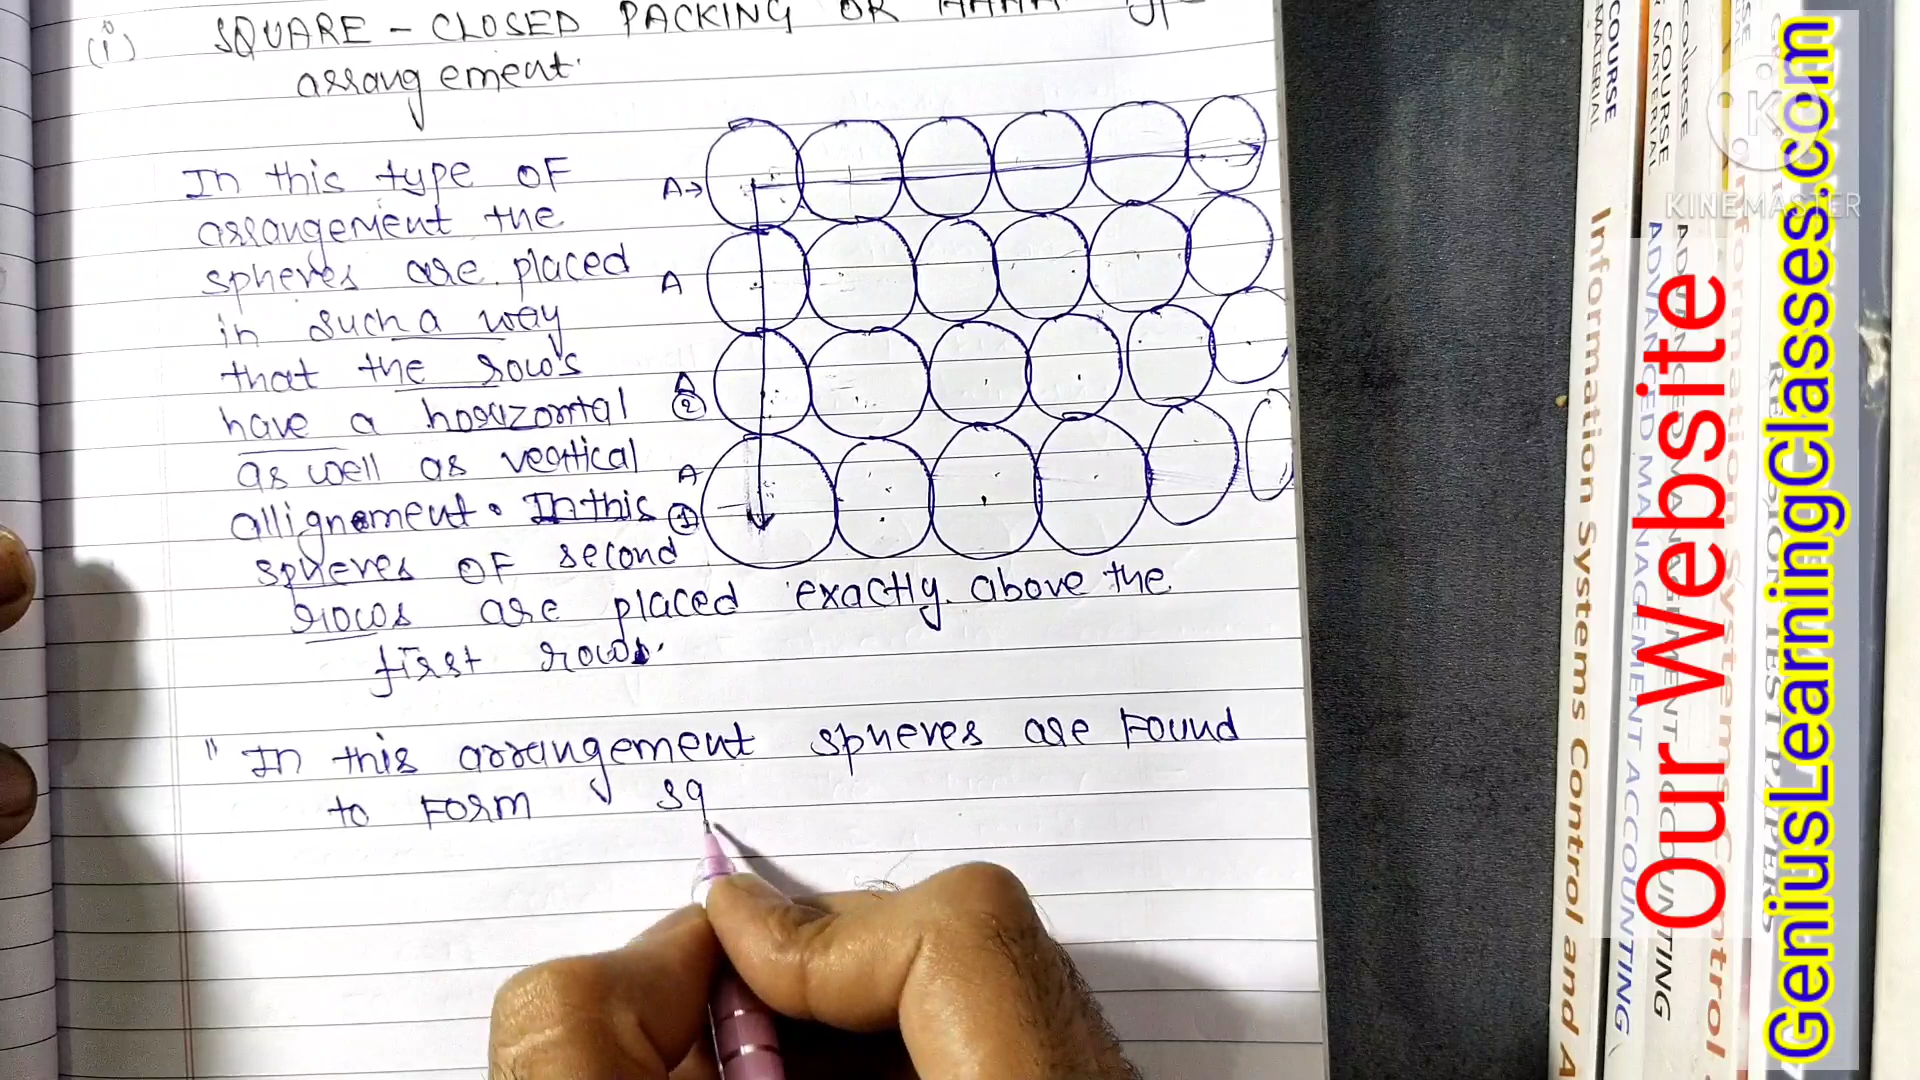 (i) SQUARE - CLOSED PACKING OR AAAA
arrangement.
In this type OF
arrangement the
spheres are placed
in such a way
that the rows
have a horizontal
as well as vertical
allignement. In this
spheres OF second
rows are placed exactly above the
first rows.
A→
A
A
2
A
1
" In this arrangement spheres are Found
to FORM sq
COURSE
MATERIAL
COURSE
MATERIAL
KINEMASTER
Information Systems Control and A
ADVANCED MANAGEMENT ACCOUNTING
Our Website
GeniusLearningClasses.com